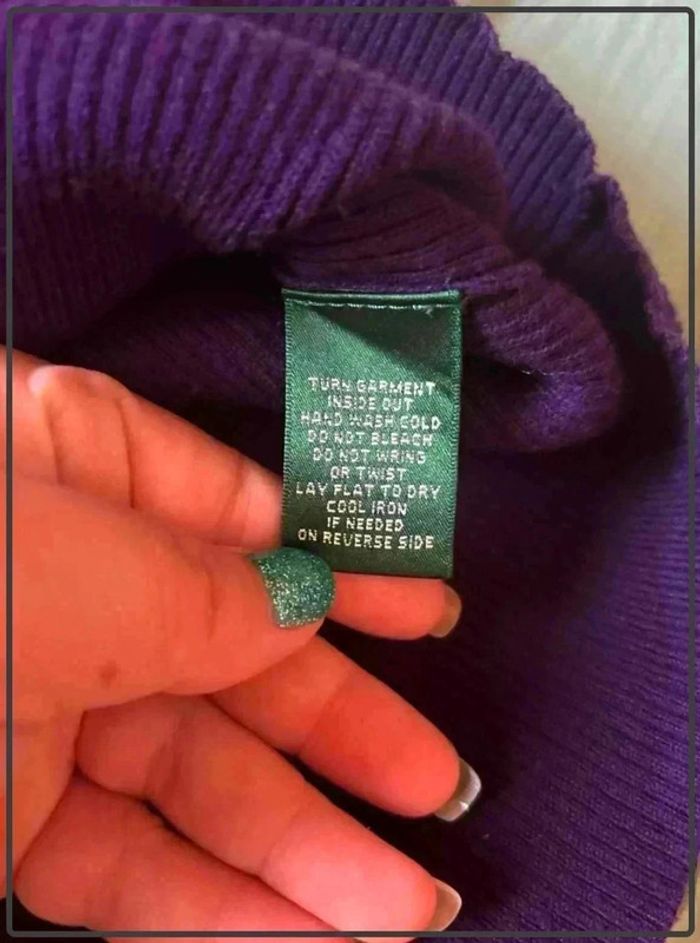 TURN GARMENT
INSIDE OUT
HAND WASH COLD
DO NOT BLEACH
DO NOT WRING
OR TWIST
LAY FLAT TO DRY
COOL IRON
IF NEEDED
ON REVERSE SIDE